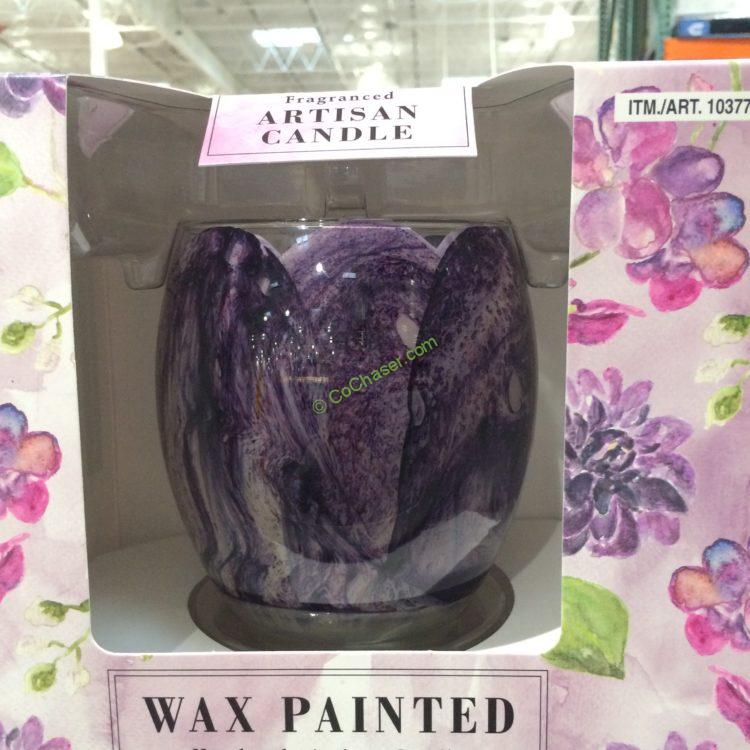 Fragranced
ARTISAN
CANDLE
ITM./ART. 10377
© CoChaser.com
WAX PAINTED